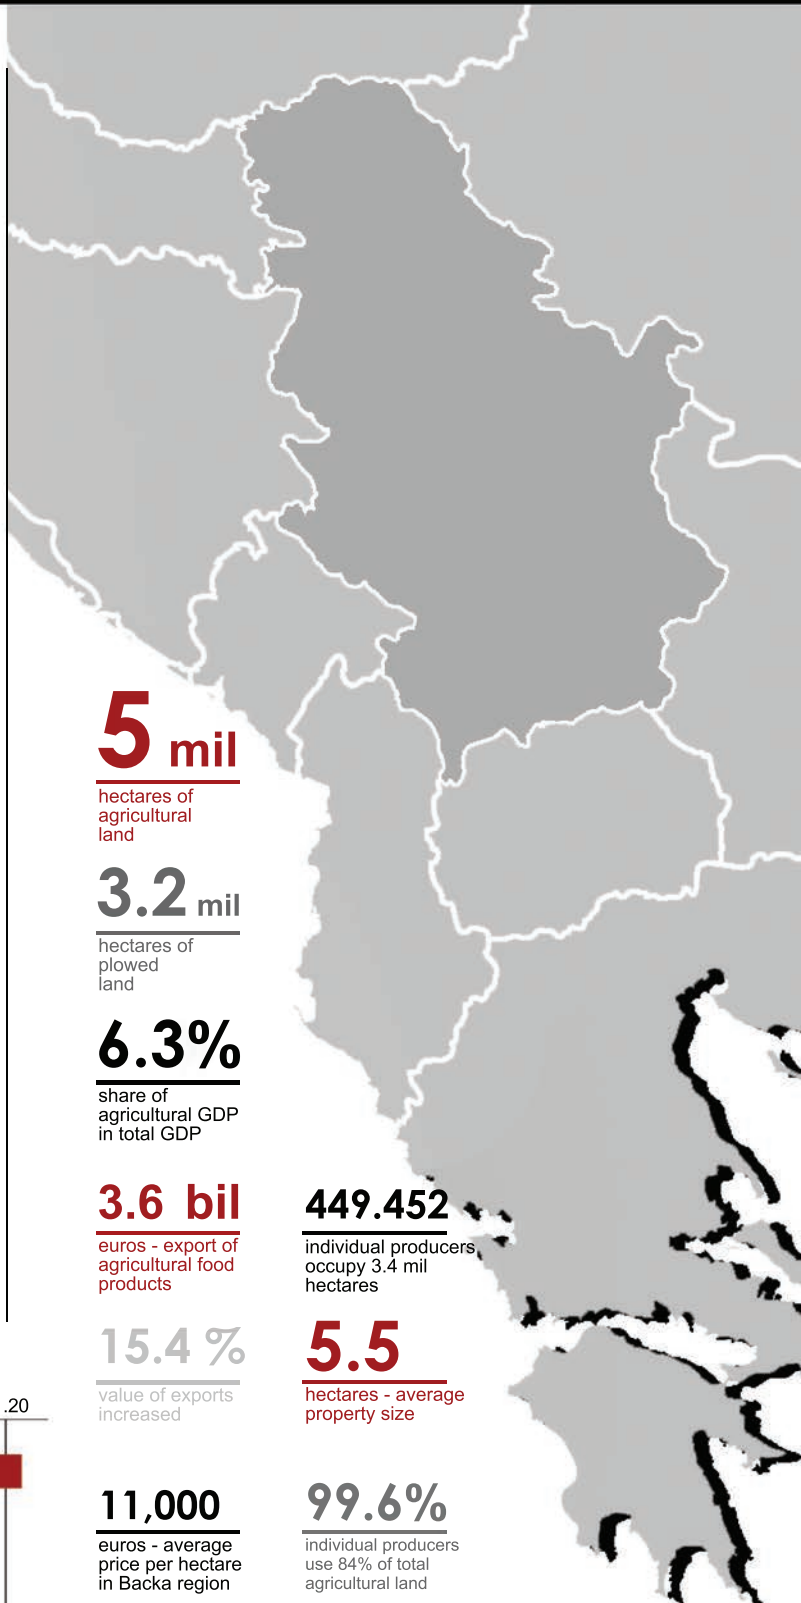 5 mil
hectares of
agricultural
land
3.2 mil
hectares of
plowed
land
6.3%
share of
agricultural GDP
in total GDP
3.6 bil
euros - export of
agricultural food
products
449.452
individual producers
occupy 3.4 mil
hectares
15.4 %
value of exports
increased
5.5
hectares - average
property size
.20
11,000
euros - average
price per hectare
in Backa region
99.6%
individual producers
use 84% of total
agricultural land